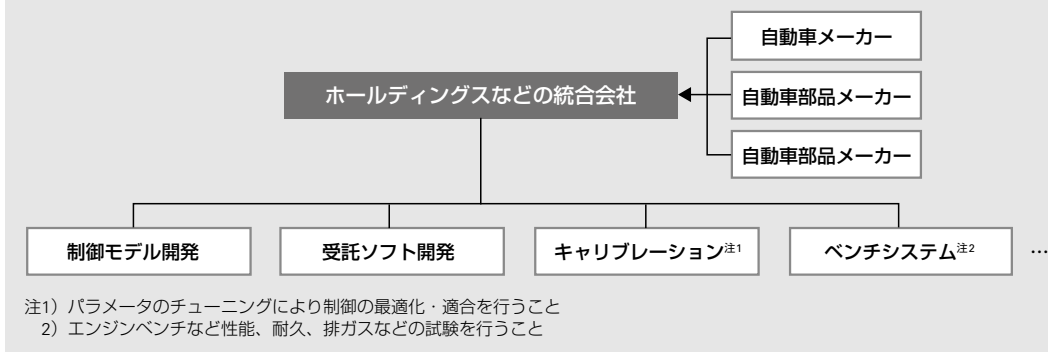 自動車メーカー
ホールディングスなどの統合会社
自動車部品メーカー
自動車部品メーカー
制御モデル開発
受託ソフト開発
キャリブレーション注1
ベンチシステム注2
…
注1）パラメータのチューニングにより制御の最適化・適合を行うこと
2）エンジンベンチなど性能、耐久、排ガスなどの試験を行うこと